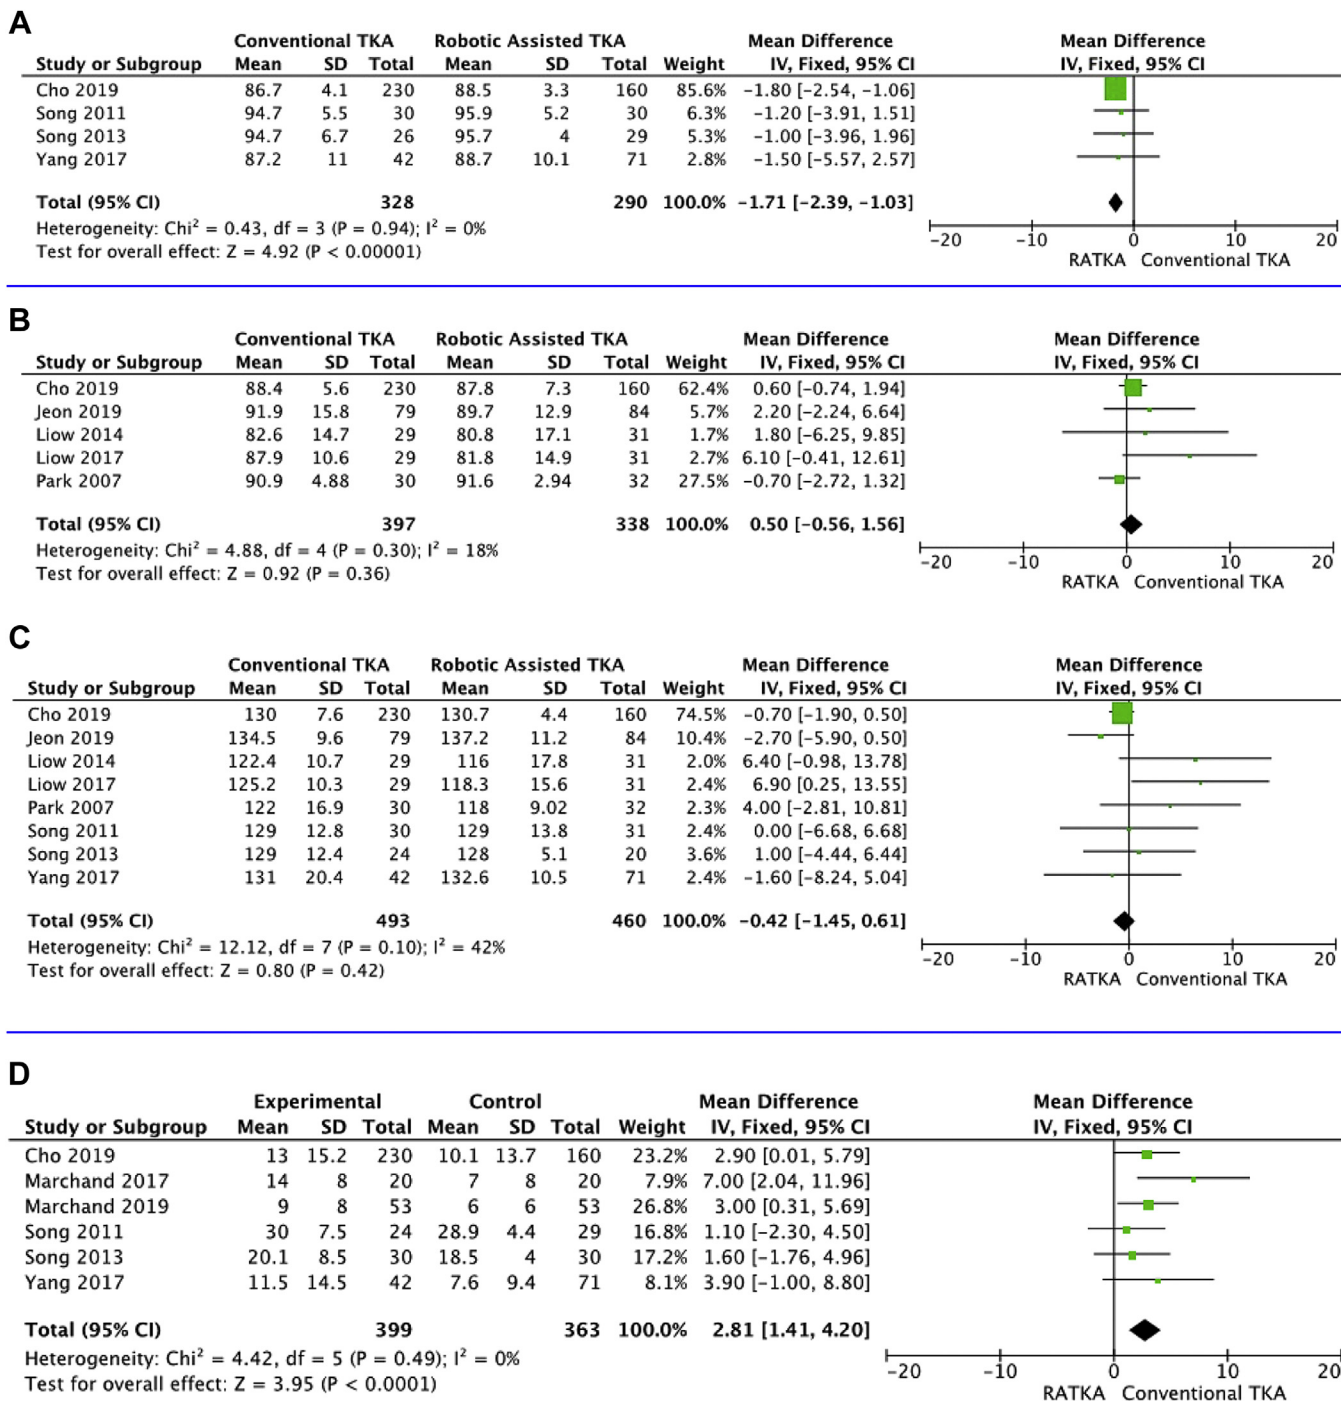 A
Conventional TKA Robotic Assisted TKA Mean Difference Mean Difference
Study or Subgroup Mean SD Total Mean SD Total Weight IV, Fixed, 95% CI IV, Fixed, 95% CI
Cho 2019 86.7 4.1 230 88.5 3.3 160 85.6% −1.80 [−2.54, −1.06]
Song 2011 94.7 5.5 30 95.9 5.2 30 6.3% −1.20 [−3.91, 1.51]
Song 2013 94.7 6.7 26 95.7 4 29 5.3% −1.00 [−3.96, 1.96]
Yang 2017 87.2 11 42 88.7 10.1 71 2.8% −1.50 [−5.57, 2.57]
Total (95% CI) 328 290 100.0% −1.71 [−2.39, −1.03]
Heterogeneity: Chi² = 0.43, df = 3 (P = 0.94); I² = 0%
Test for overall effect: Z = 4.92 (P < 0.00001)
−20 −10 0 10 20
RATKA Conventional TKA
B
Conventional TKA Robotic Assisted TKA Mean Difference Mean Difference
Study or Subgroup Mean SD Total Mean SD Total Weight IV, Fixed, 95% CI IV, Fixed, 95% CI
Cho 2019 88.4 5.6 230 87.8 7.3 160 62.4% 0.60 [−0.74, 1.94]
Jeon 2019 91.9 15.8 79 89.7 12.9 84 5.7% 2.20 [−2.24, 6.64]
Liow 2014 82.6 14.7 29 80.8 17.1 31 1.7% 1.80 [−6.25, 9.85]
Liow 2017 87.9 10.6 29 81.8 14.9 31 2.7% 6.10 [−0.41, 12.61]
Park 2007 90.9 4.88 30 91.6 2.94 32 27.5% −0.70 [−2.72, 1.32]
Total (95% CI) 397 338 100.0% 0.50 [−0.56, 1.56]
Heterogeneity: Chi² = 4.88, df = 4 (P = 0.30); I² = 18%
Test for overall effect: Z = 0.92 (P = 0.36)
−20 −10 0 10 20
RATKA Conventional TKA
C
Conventional TKA Robotic Assisted TKA Mean Difference Mean Difference
Study or Subgroup Mean SD Total Mean SD Total Weight IV, Fixed, 95% CI IV, Fixed, 95% CI
Cho 2019 130 7.6 230 130.7 4.4 160 74.5% −0.70 [−1.90, 0.50]
Jeon 2019 134.5 9.6 79 137.2 11.2 84 10.4% −2.70 [−5.90, 0.50]
Liow 2014 122.4 10.7 29 116 17.8 31 2.0% 6.40 [−0.98, 13.78]
Liow 2017 125.2 10.3 29 118.3 15.6 31 2.4% 6.90 [0.25, 13.55]
Park 2007 122 16.9 30 118 9.02 32 2.3% 4.00 [−2.81, 10.81]
Song 2011 129 12.8 30 129 13.8 31 2.4% 0.00 [−6.68, 6.68]
Song 2013 129 12.4 24 128 5.1 20 3.6% 1.00 [−4.44, 6.44]
Yang 2017 131 20.4 42 132.6 10.5 71 2.4% −1.60 [−8.24, 5.04]
Total (95% CI) 493 460 100.0% −0.42 [−1.45, 0.61]
Heterogeneity: Chi² = 12.12, df = 7 (P = 0.10); I² = 42%
Test for overall effect: Z = 0.80 (P = 0.42)
−20 −10 0 10 20
RATKA Conventional TKA
D
Experimental Control Mean Difference Mean Difference
Study or Subgroup Mean SD Total Mean SD Total Weight IV, Fixed, 95% CI IV, Fixed, 95% CI
Cho 2019 13 15.2 230 10.1 13.7 160 23.2% 2.90 [0.01, 5.79]
Marchand 2017 14 8 20 7 8 20 7.9% 7.00 [2.04, 11.96]
Marchand 2019 9 8 53 6 6 53 26.8% 3.00 [0.31, 5.69]
Song 2011 30 7.5 24 28.9 4.4 29 16.8% 1.10 [−2.30, 4.50]
Song 2013 20.1 8.5 30 18.5 4 30 17.2% 1.60 [−1.76, 4.96]
Yang 2017 11.5 14.5 42 7.6 9.4 71 8.1% 3.90 [−1.00, 8.80]
Total (95% CI) 399 363 100.0% 2.81 [1.41, 4.20]
Heterogeneity: Chi² = 4.42, df = 5 (P = 0.49); I² = 0%
Test for overall effect: Z = 3.95 (P < 0.0001)
−20 −10 0 10 20
RATKA Conventional TKA